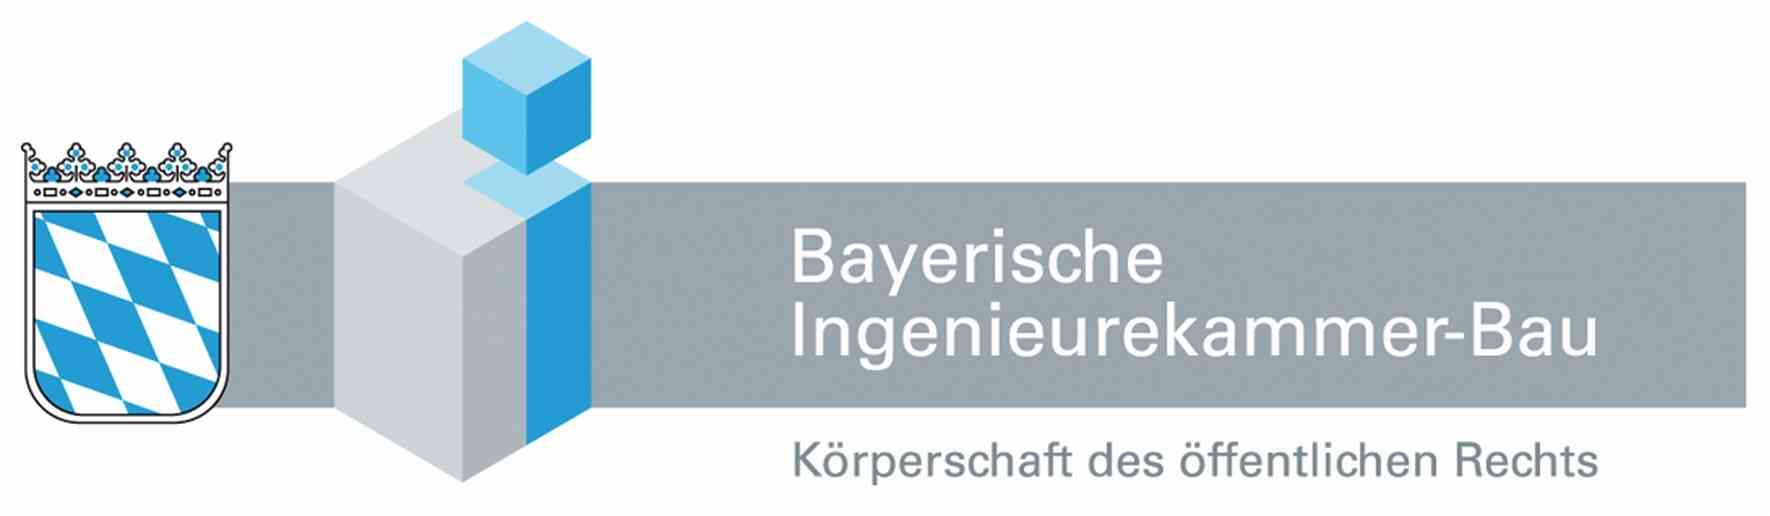 Bayerische
Ingenieurekammer-Bau
Körperschaft des öffentlichen Rechts